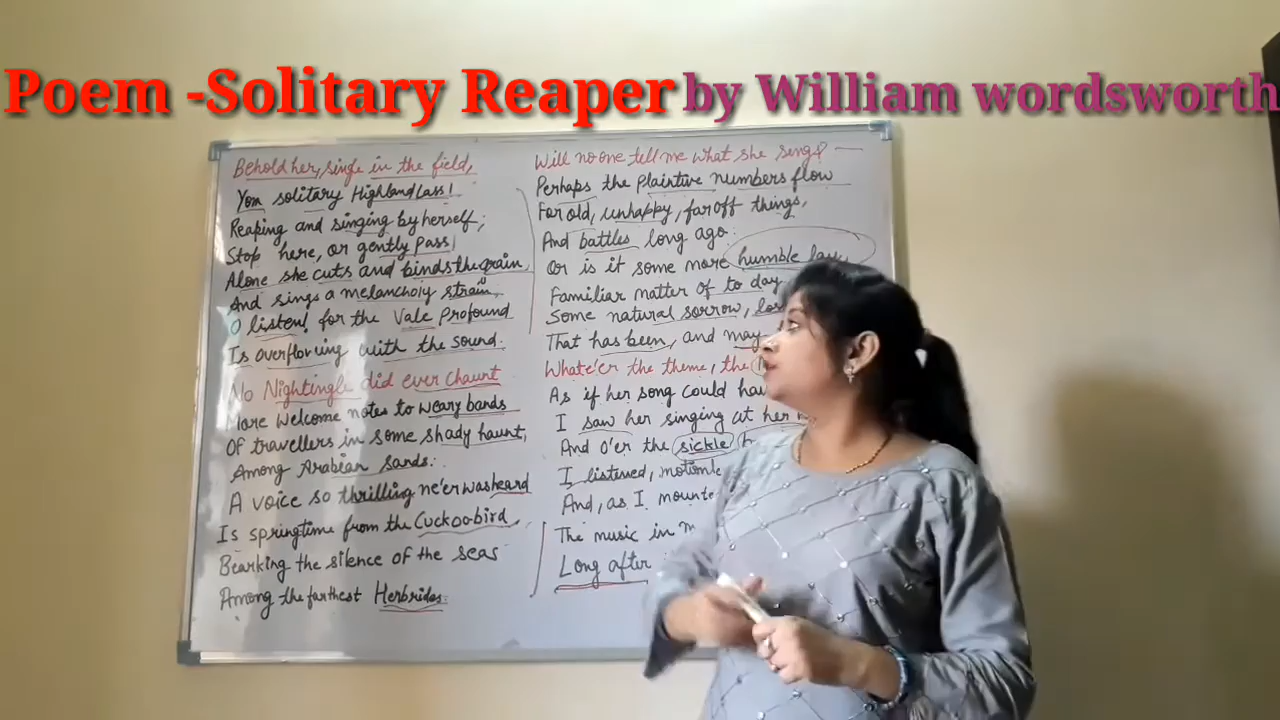 Poem -Solitary Reaper by William wordsworth
Behold her, single in the field,
Yon solitary Highland Lass!
Reaping and singing by herself;
Stop here, or gently pass!
Alone she cuts and binds the grain,
And sings a melancholy strain,
O listen! for the Vale Profound
Is overflowing with the sound.
No Nightingle did ever chaunt
More welcome notes to weary bands
Of travellers in some shady haunt,
Among Arabian sands:
A voice so thrilling ne'er was heard
Is springtime from the Cuckoo-bird,
Bearking the silence of the seas
Among the farthest Herbrides.
Will no one tell me what she sings? —
Perhaps the Plaintive numbers flow
For old, unhappy, far off things,
And battles long ago:
Or is it some more humble lay,
Familiar matter of to day
Some natural sorrow,
That has been, and may
Whate'er the theme, the
As if her song could
I saw her singing at her
And o'er the sickle
I listened,
And, as I
The music in
Long after